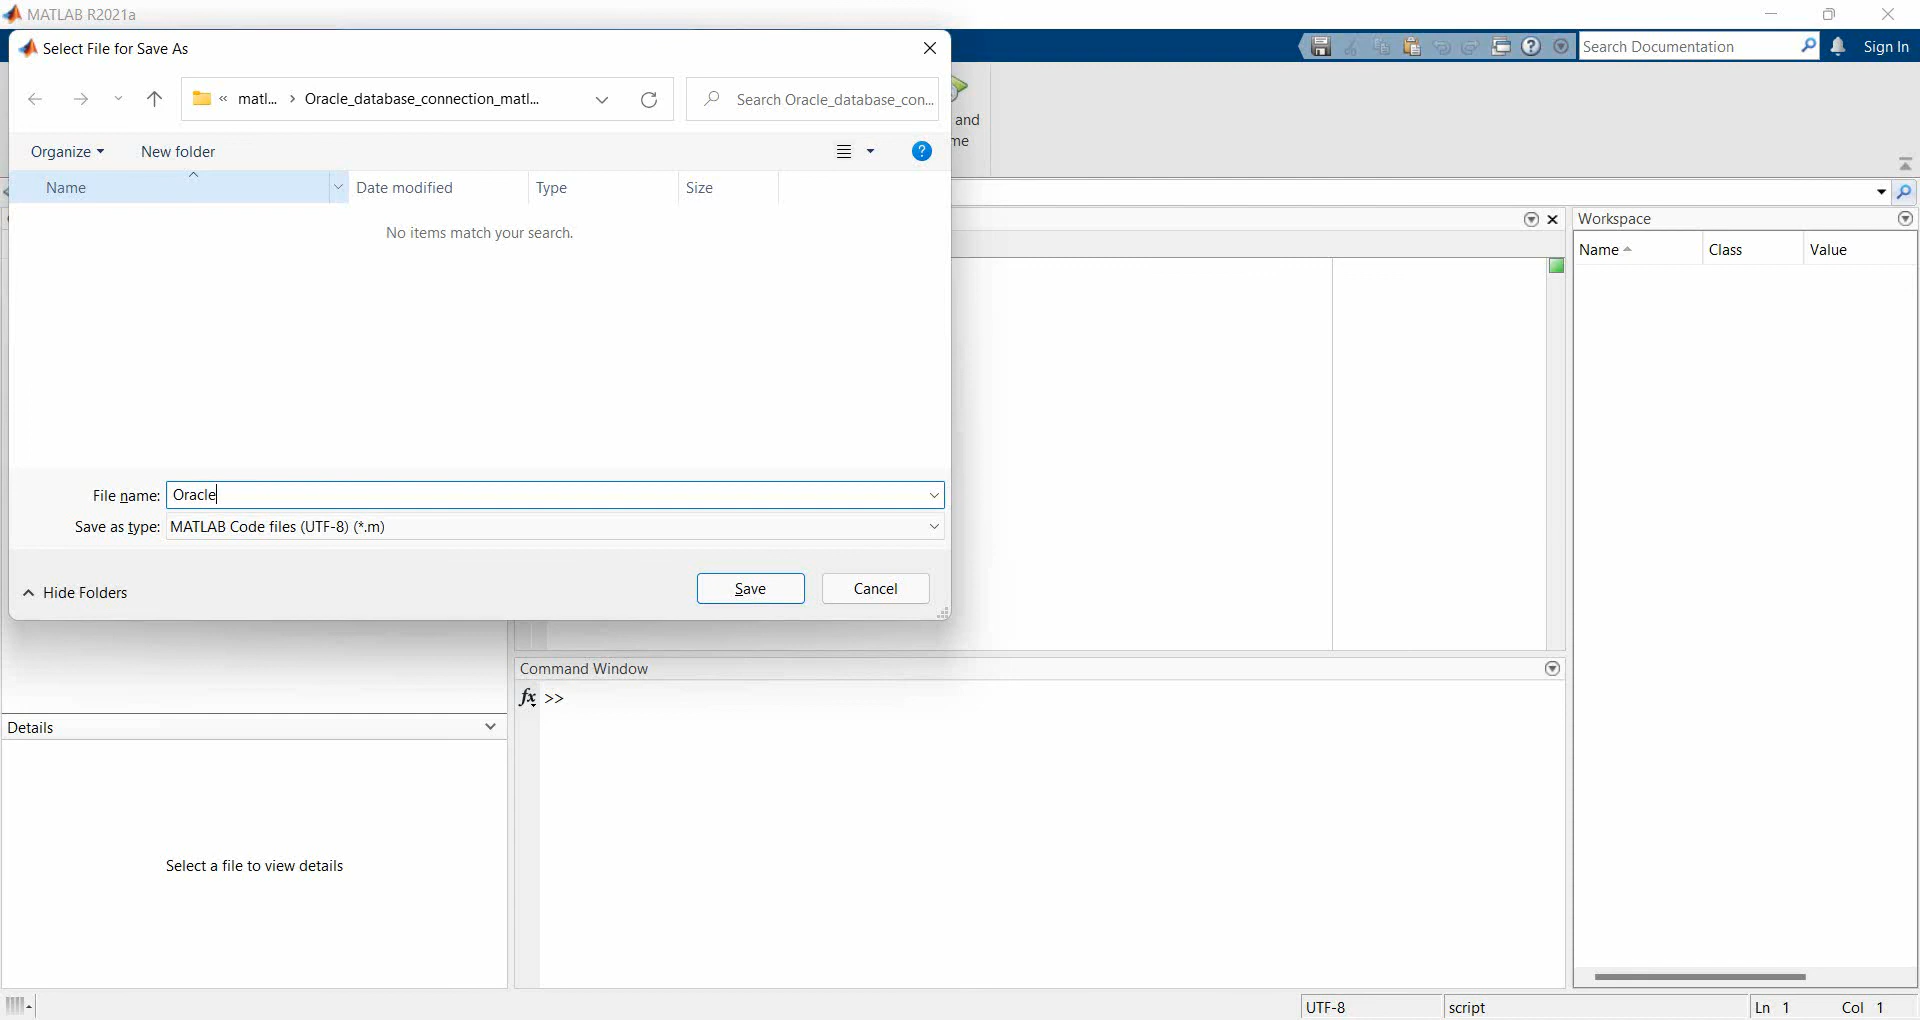 MATLAB R2021a
Select File for Save As
Search Documentation
Sign In
« matl... > Oracle_database_connection_matl...
Search Oracle_database_con...
and
me
Organize
New folder
Name
Date modified
Type
Size
No items match your search.
Workspace
Name
Class
Value
File name: Oracle
Save as type: MATLAB Code files (UTF-8) (*.m)
Hide Folders
Save
Cancel
Command Window
fx >>
Details
Select a file to view details
UTF-8
script
Ln 1
Col 1